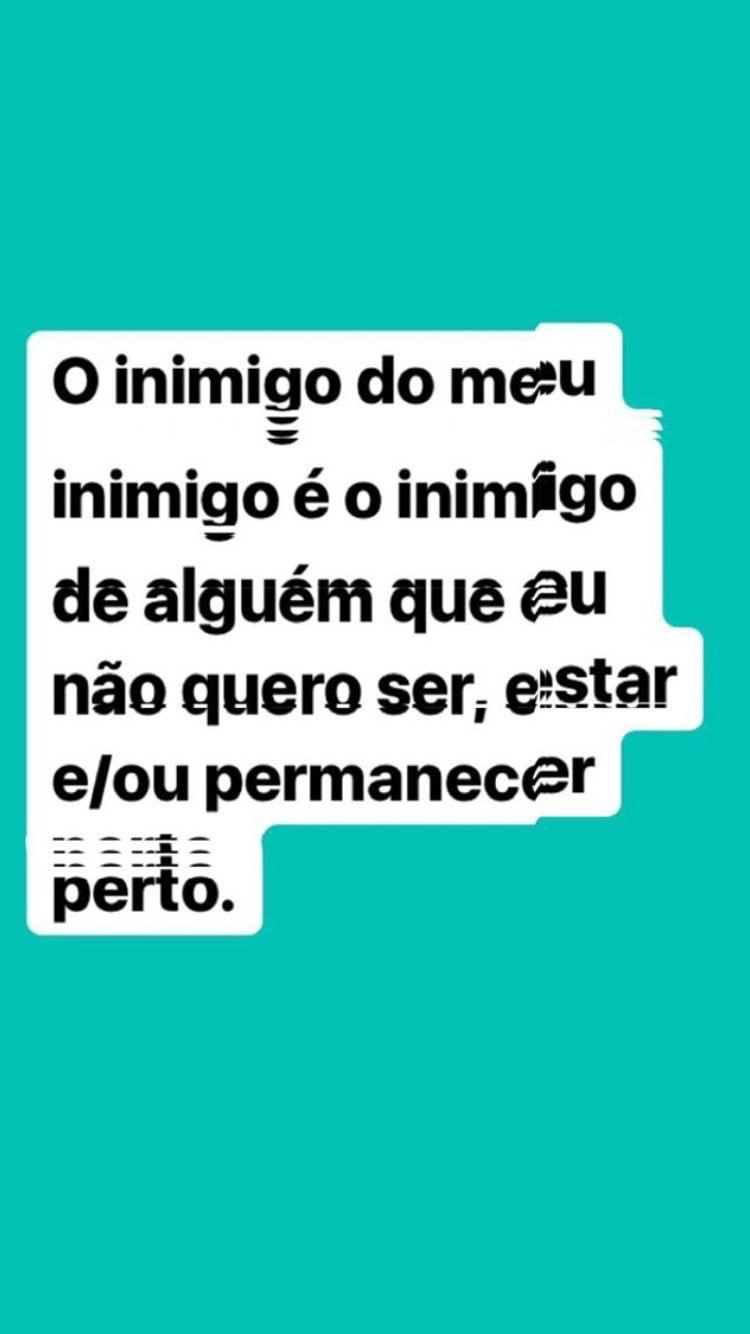 O inimigo do meu
inimigo é o inimigo
de alguém que eu
não quero ser, estar
e/ou permanecer
perto.